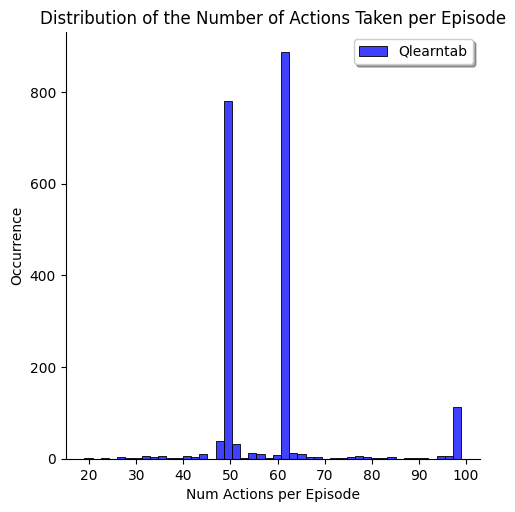 Distribution of the Number of Actions Taken per Episode
Qlearntab
800
600
400
200
0
Occurrence
20 30 40 50 60 70 80 90 100
Num Actions per Episode